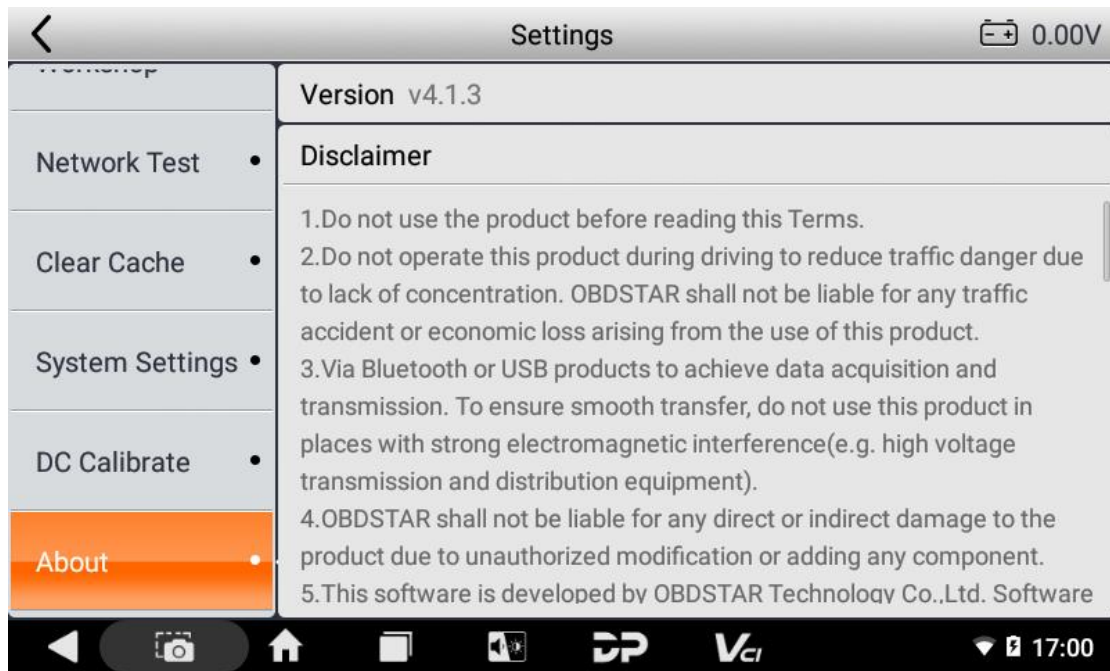 Settings
0.00V
Workshop
Network Test
Clear Cache
System Settings
DC Calibrate
About
Version v4.1.3
Disclaimer
1.Do not use the product before reading this Terms.
2.Do not operate this product during driving to reduce traffic danger due
to lack of concentration. OBDSTAR shall not be liable for any traffic
accident or economic loss arising from the use of this product.
3.Via Bluetooth or USB products to achieve data acquisition and
transmission. To ensure smooth transfer, do not use this product in
places with strong electromagnetic interference(e.g. high voltage
transmission and distribution equipment).
4.OBDSTAR shall not be liable for any direct or indirect damage to the
product due to unauthorized modification or adding any component.
5.This software is developed by OBDSTAR Technology Co.,Ltd. Software
DP
VCI
17:00